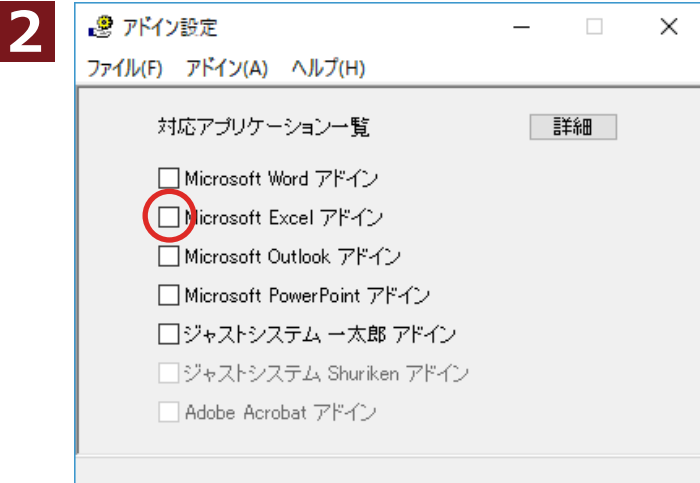 2
アドイン設定
ファイル(F) アドイン(A) ヘルプ(H)
対応アプリケーション一覧 詳細
Microsoft Word アドイン
Microsoft Excel アドイン
Microsoft Outlook アドイン
Microsoft PowerPoint アドイン
ジャストシステム 一太郎 アドイン
ジャストシステム Shuriken アドイン
Adobe Acrobat アドイン